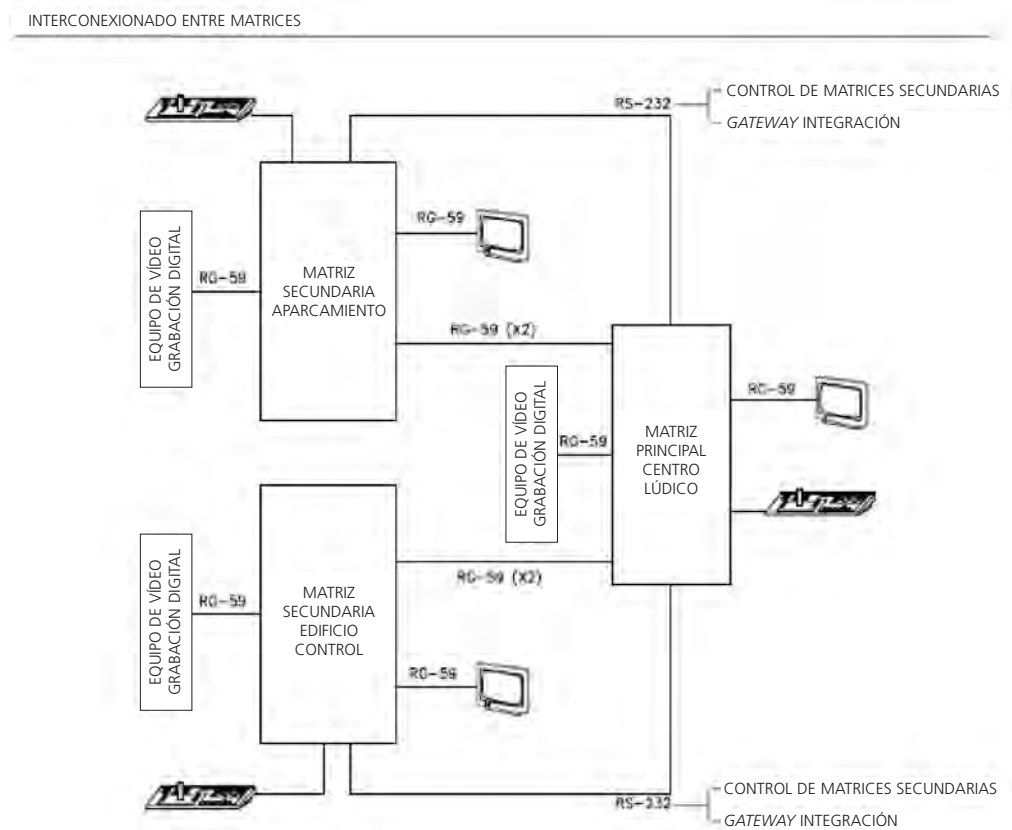 INTERCONEXIONADO ENTRE MATRICES
RS-232
CONTROL DE MATRICES SECUNDARIAS
GATEWAY INTEGRACIÓN
EQUIPO DE VÍDEO
GRABACIÓN DIGITAL
RG-59
MATRIZ
SECUNDARIA
APARCAMIENTO
RG-59
RG-59 (X2)
EQUIPO DE VÍDEO
GRABACIÓN DIGITAL
RG-59
MATRIZ
PRINCIPAL
CENTRO
LÚDICO
RG-59
EQUIPO DE VÍDEO
GRABACIÓN DIGITAL
RG-59
MATRIZ
SECUNDARIA
EDIFICIO
CONTROL
RG-59 (X2)
RG-59
RS-232
CONTROL DE MATRICES SECUNDARIAS
GATEWAY INTEGRACIÓN